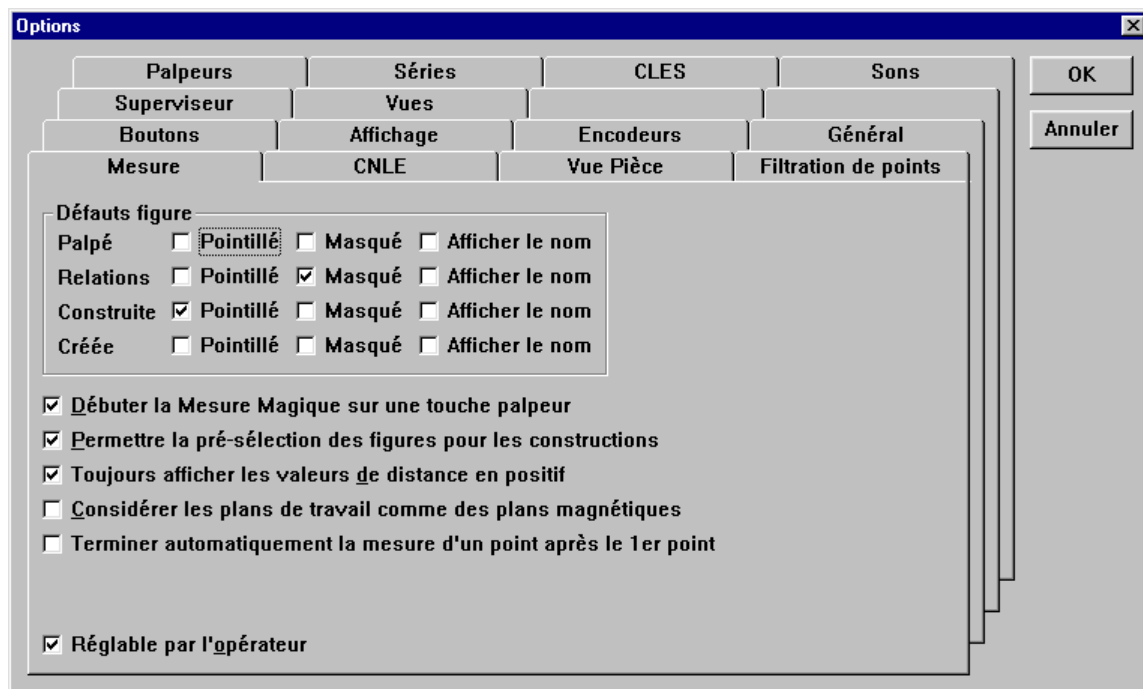 Options
Palpeurs Séries CLES Sons
OK
Superviseur Vues
Boutons Affichage Encodeurs Général
Annuler
Mesure CNLE Vue Pièce Filtration de points
Défauts figure
Palpé Pointillé Masqué Afficher le nom
Relations Pointillé Masqué Afficher le nom
Construite Pointillé Masqué Afficher le nom
Créée Pointillé Masqué Afficher le nom
Débuter la Mesure Magique sur une touche palpeur
Permettre la pré-sélection des figures pour les constructions
Toujours afficher les valeurs de distance en positif
Considérer les plans de travail comme des plans magnétiques
Terminer automatiquement la mesure d'un point après le 1er point
Réglable par l'opérateur